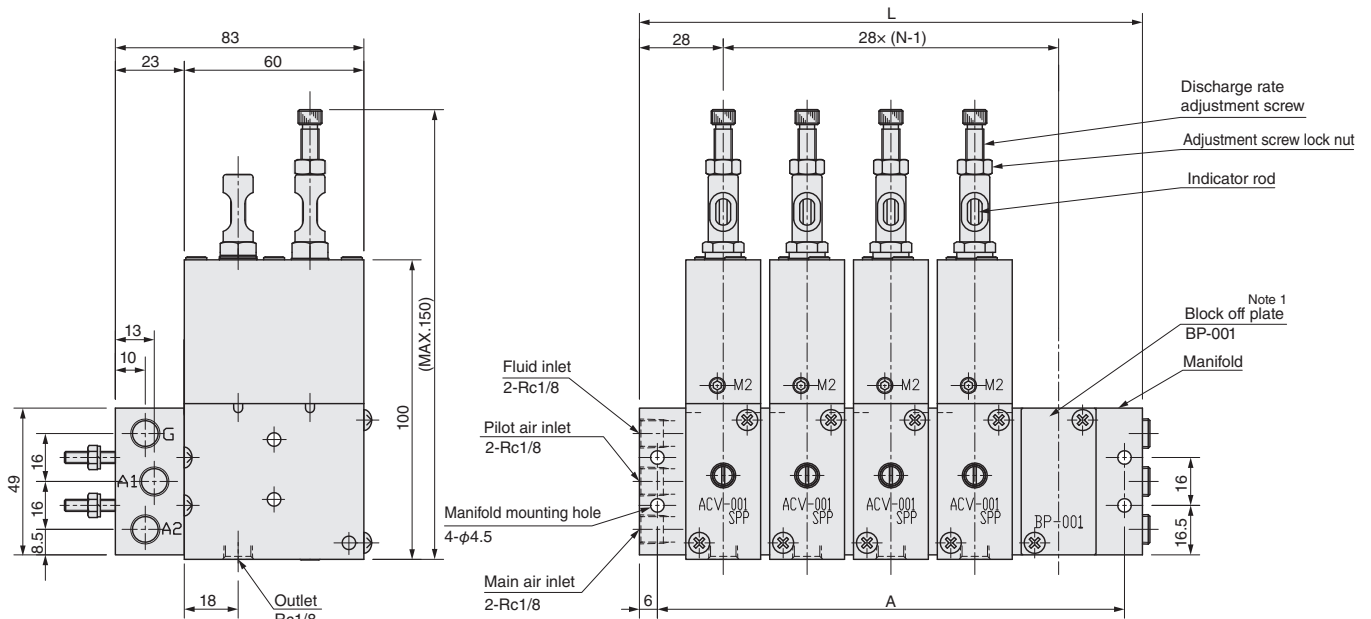 83
23
60
13
10
(MAX.150)
100
49
16
16
8.5
G
A1
A2
18
Outlet
Rc1/8
L
28
28× (N-1)
Discharge rate
adjustment screw
Adjustment screw lock nut
Indicator rod
Note 1
Block off plate
BP-001
Manifold
Fluid inlet
2-Rc1/8
Pilot air inlet
2-Rc1/8
Manifold mounting hole
4-φ4.5
Main air inlet
2-Rc1/8
M2
M2
M2
M2
ACV-001
SPP
ACV-001
SPP
ACV-001
SPP
ACV-001
SPP
BP-001
16
16.5
6
A